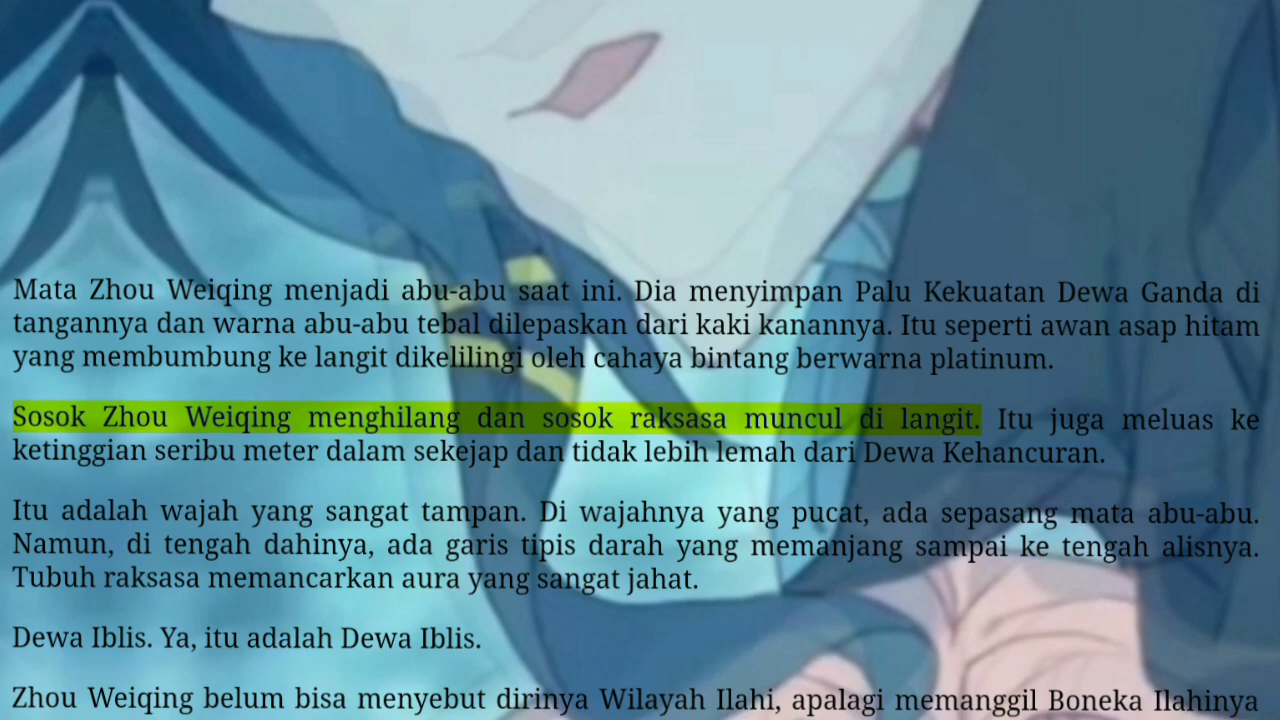 Mata Zhou Weiqing menjadi abu-abu saat ini. Dia menyimpan Palu Kekuatan Dewa Ganda di
tangannya dan warna abu-abu tebal dilepaskan dari kaki kanannya. Itu seperti awan asap hitam
yang membumbung ke langit dikelilingi oleh cahaya bintang berwarna platinum.
Sosok Zhou Weiqing menghilang dan sosok raksasa muncul di langit. Itu juga meluas ke
ketinggian seribu meter dalam sekejap dan tidak lebih lemah dari Dewa Kehancuran.
Itu adalah wajah yang sangat tampan. Di wajahnya yang pucat, ada sepasang mata abu-abu.
Namun, di tengah dahinya, ada garis tipis darah yang memanjang sampai ke tengah alisnya.
Tubuh raksasa memancarkan aura yang sangat jahat.
Dewa Iblis. Ya, itu adalah Dewa Iblis.
Zhou Weiqing belum bisa menyebut dirinya Wilayah Ilahi, apalagi memanggil Boneka Ilahinya